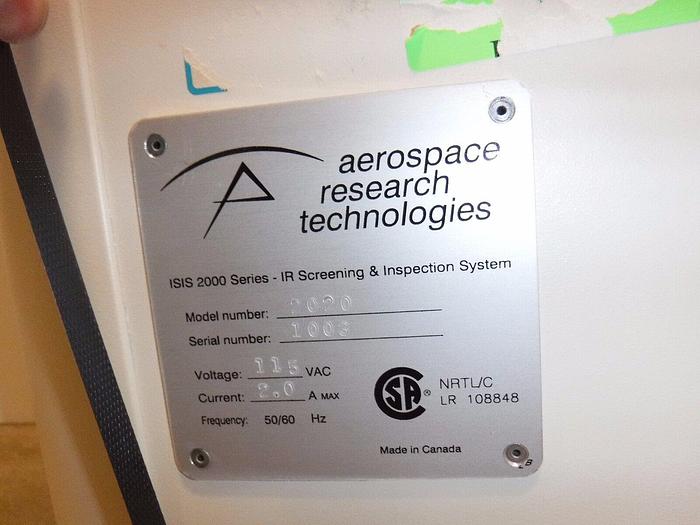 aerospace
research
technologies
ISIS 2000 Series - IR Screening & Inspection System
Model number: 2020
Serial number: 1003
Voltage: 115 VAC
Current: 2.0 A MAX
Frequency: 50/60 Hz
CSA ®
NRTL/C
LR 108848
Made in Canada